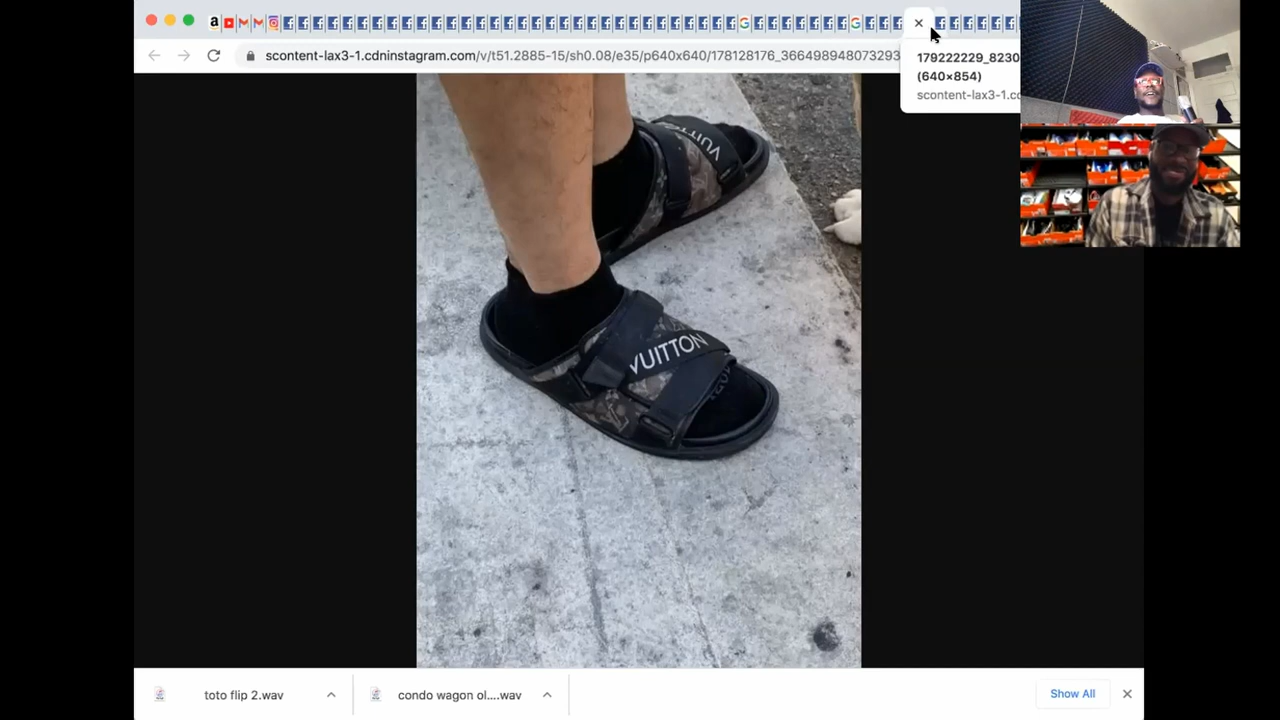 scontent-lax3-1.cdninstagram.com/v/t51.2885-15/sh0.08/e35/p640x640/178128176_366498948073293
179222229_8230
(640×854)
scontent-lax3-1.cd
VUITTON
VUITTON
toto flip 2.wav
condo wagon ol....wav
Show All